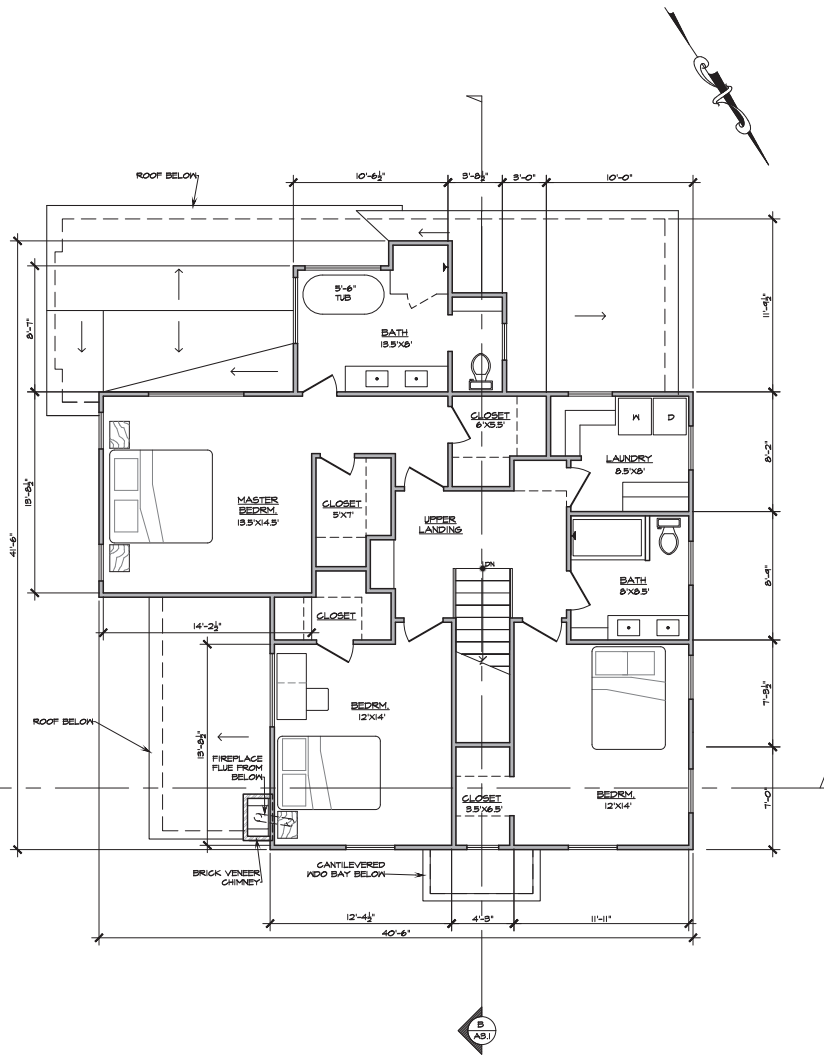 ROOF BELOW
10'-6½"
3'-8½"
3'-0"
10'-0"
5'-6"
TUB
8'-7"
11'-9½"
BATH
13.5'X8'
CLOSET
6'X5.5'
W D
LAUNDRY
8.5'X8'
8'-2"
MASTER
BEDRM.
13.5'X14.5'
CLOSET
5'X7'
UPPER
LANDING
13'-8½"
41'-6"
DN
BATH
8'X8.5'
8'-9"
CLOSET
14'-2½"
BEDRM.
12'X14'
7'-3½"
ROOF BELOW
13'-8½"
FIREPLACE
FLUE FROM
BELOW
CLOSET
3.5'X6.5'
BEDRM.
12'X14'
7'-0"
BRICK VENEER
CHIMNEY
CANTILEVERED
WDO BAY BELOW
12'-4½"
4'-3"
11'-11"
40'-6"
B
A3.1